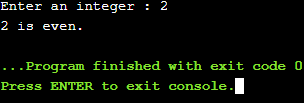 Enter an integer : 2
2 is even.
...Program finished with exit code 0
Press ENTER to exit console.